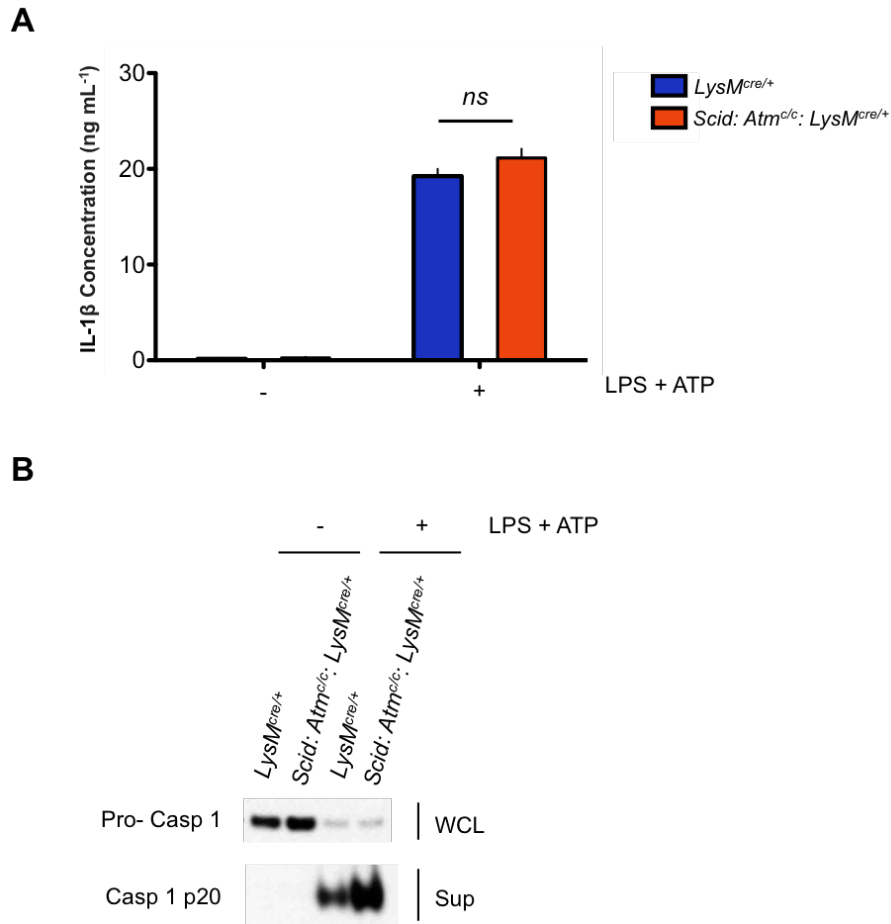 A
IL-1β Concentration (ng mL⁻¹)
30
20
10
0
ns
LysMᶜʳᵉ/⁺
Scid: Atmᶜ/ᶜ: LysMᶜʳᵉ/⁺
- + LPS + ATP
B
- + LPS + ATP
LysMᶜʳᵉ/⁺
Scid: Atmᶜ/ᶜ: LysMᶜʳᵉ/⁺
LysMᶜʳᵉ/⁺
Scid: Atmᶜ/ᶜ: LysMᶜʳᵉ/⁺
Pro- Casp 1 WCL
Casp 1 p20 Sup